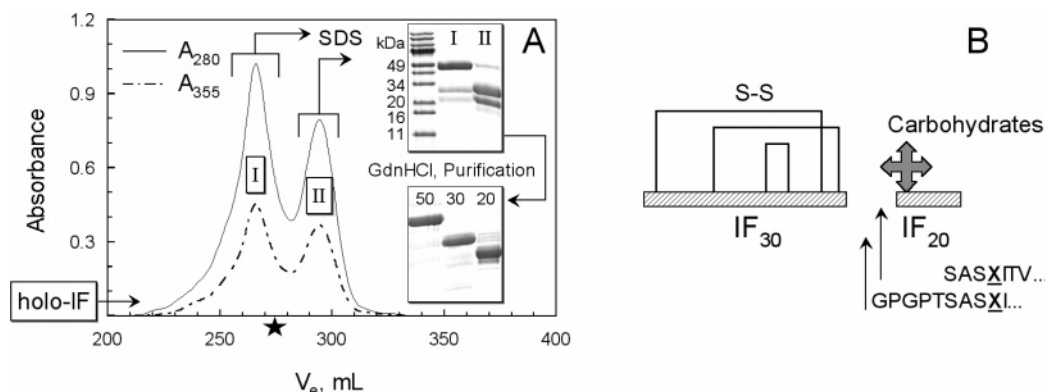 A
B
1.2
0.9
0.6
0.3
0.0
Absorbance
A280
A355
SDS
I
II
kDa
49
34
20
16
11
I II
GdnHCl, Purification
50 30 20
holo-IF
200 250 300 350 400
Ve, mL
S-S
Carbohydrates
IF30
IF20
SASXITV...
GPGPTSASXI...